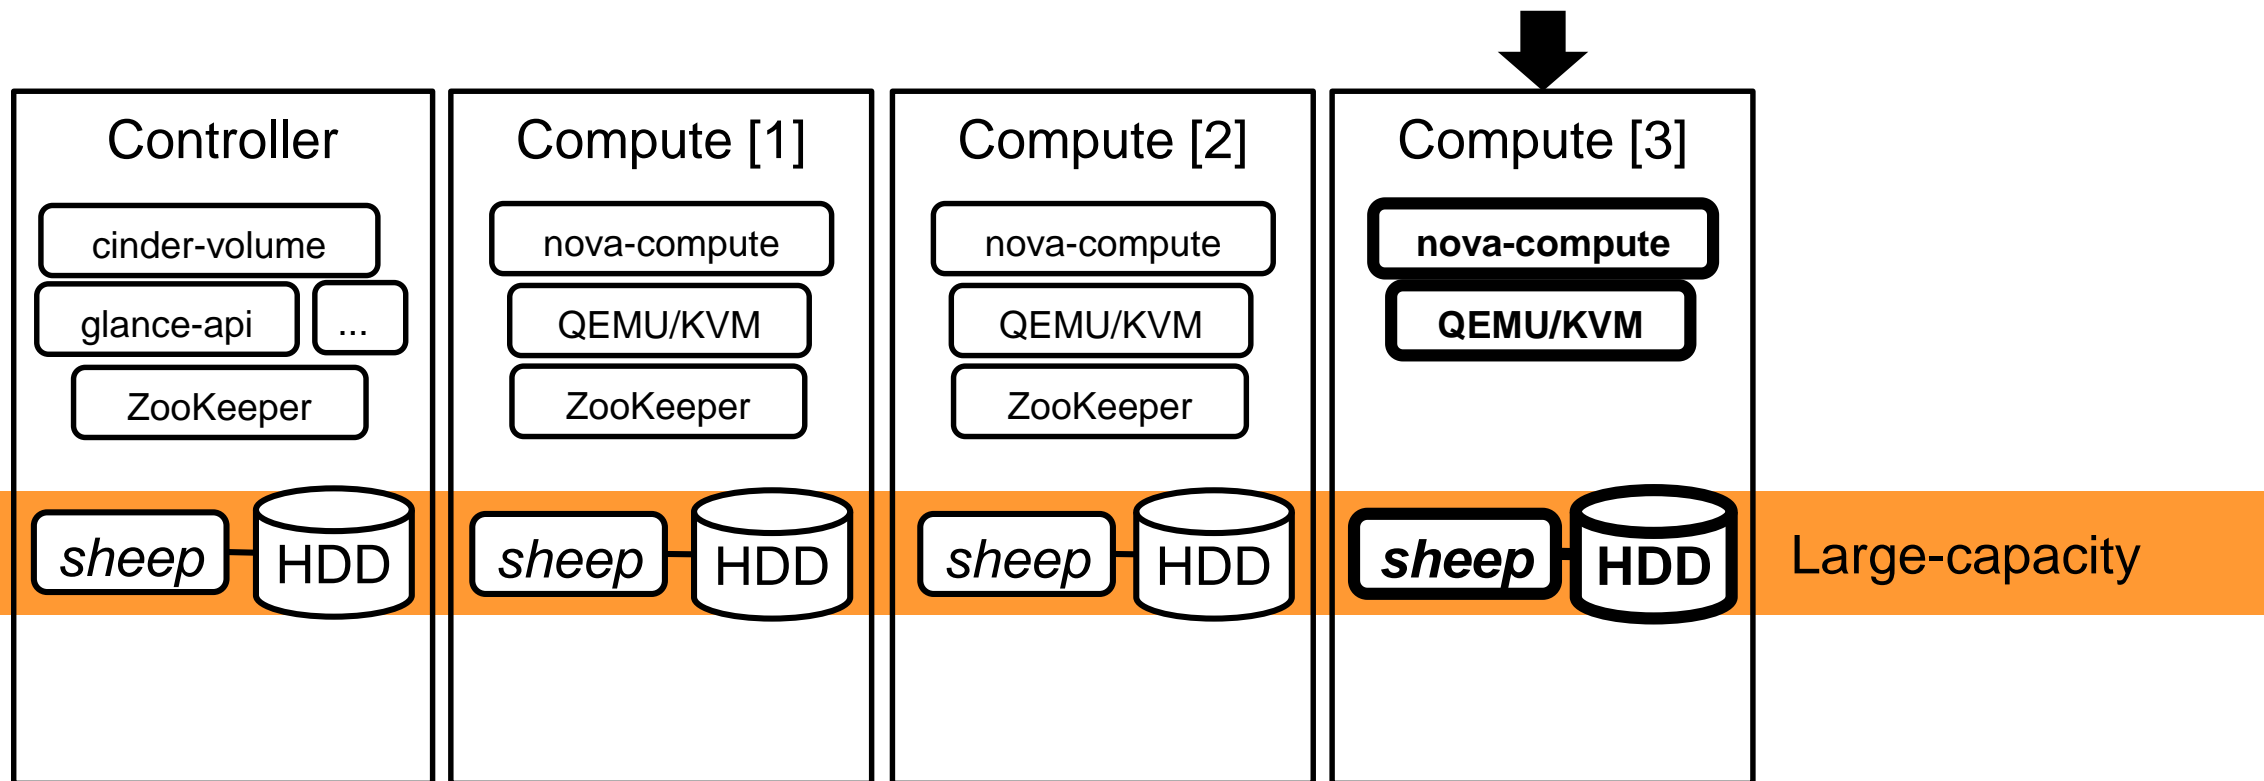 Controller
cinder-volume
glance-api
...
ZooKeeper
sheep
HDD
Compute [1]
nova-compute
QEMU/KVM
ZooKeeper
sheep
HDD
Compute [2]
nova-compute
QEMU/KVM
ZooKeeper
sheep
HDD
Compute [3]
nova-compute
QEMU/KVM
sheep
HDD
Large-capacity